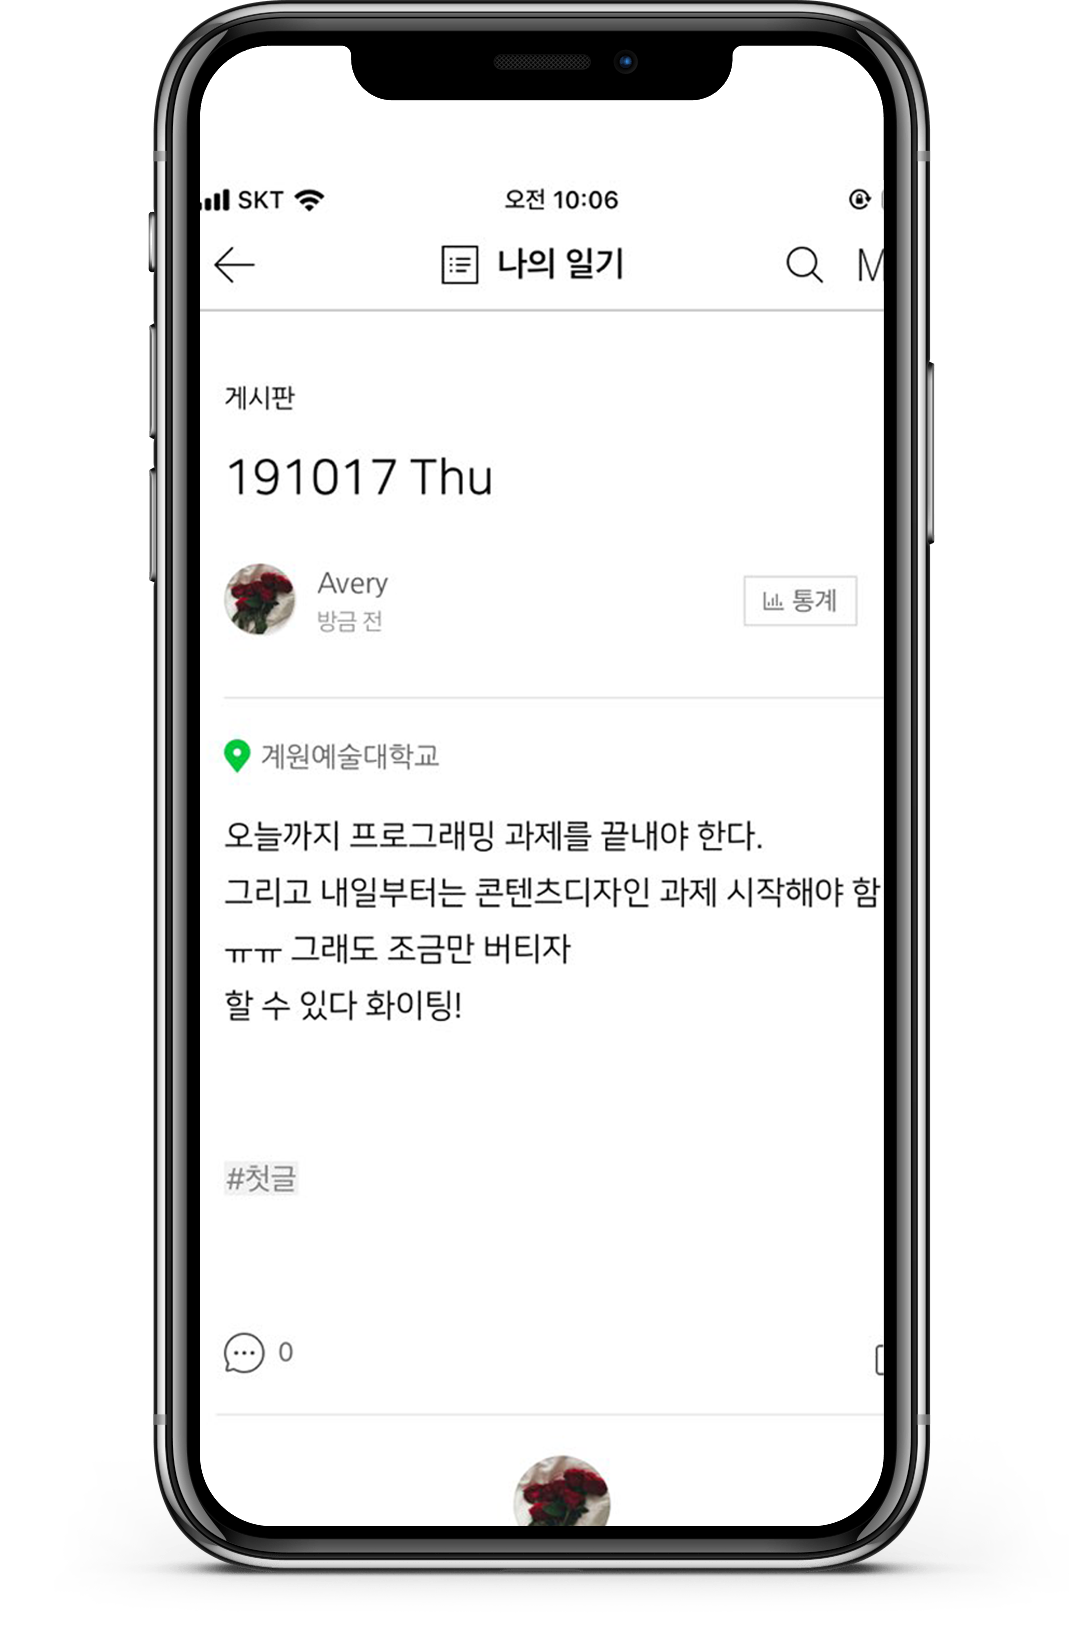 SKT
오전 10:06
나의 일기
게시판
191017 Thu
Avery
방금 전
통계
계원예술대학교
오늘까지 프로그래밍 과제를 끝내야 한다.
그리고 내일부터는 콘텐츠디자인 과제 시작해야 함
ㅠㅠ 그래도 조금만 버티자
할 수 있다 화이팅!
#첫글
0